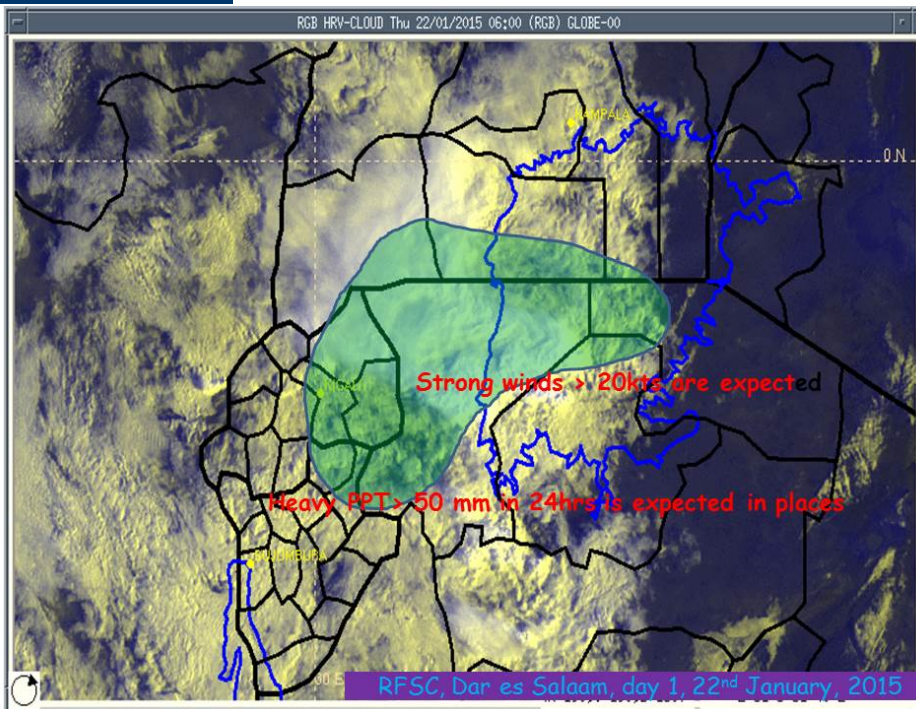 RGB HRV-CLOUD Thu 22/01/2015 06:00 (RGB) GLOBE-00
KAMPALA
0 N
KIGALI
Strong winds > 20kts are expected
Heavy PPT> 50 mm in 24hrs is expected in places
BUJUMBURA
00 E
RFSC, Dar es Salaam, day 1, 22nd January, 2015